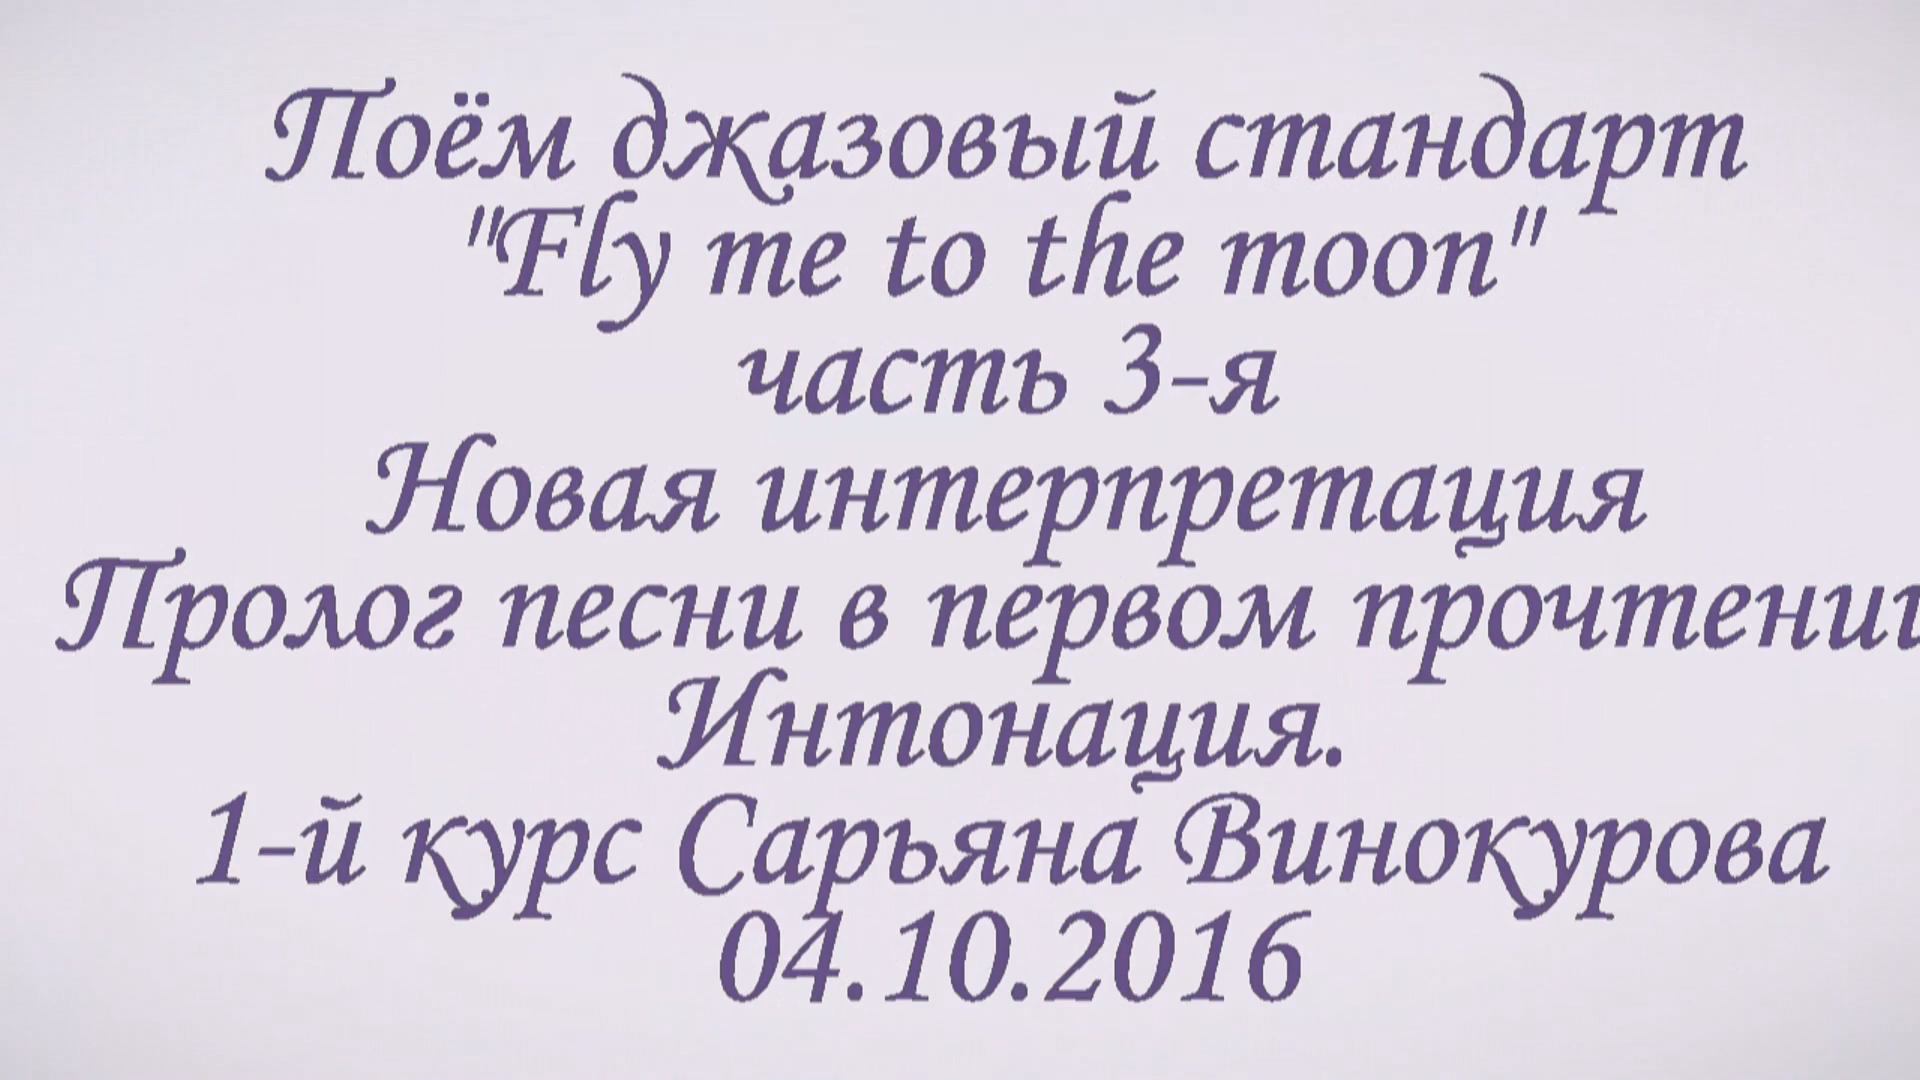 Поём джазовый стандарт
"Fly me to the moon"
часть 3-я
Новая интерпретация
Пролог песни в первом прочтении
Интонация.
1-й курс Сарьяна Винокурова
04.10.2016